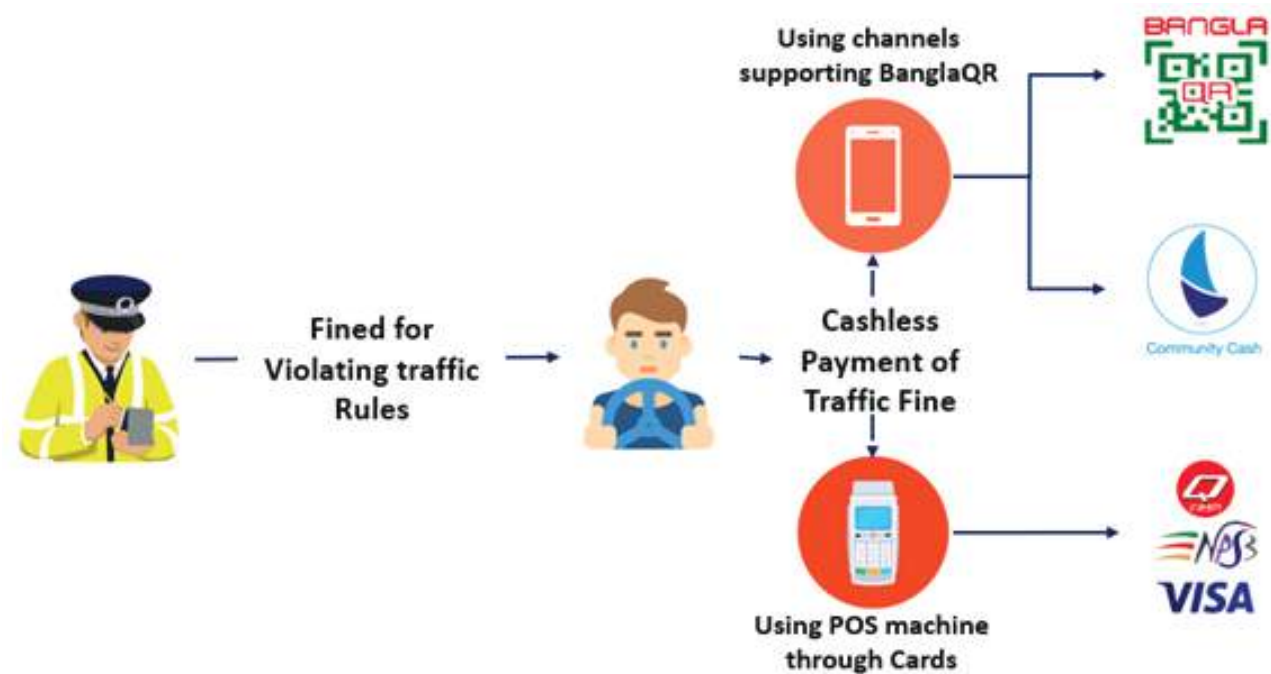 Using channels
supporting BanglaQR
BANGLA
QR
Fined for
Violating traffic
Rules
Cashless
Payment of
Traffic Fine
Community Cash
Q
NPSB
VISA
Using POS machine
through Cards